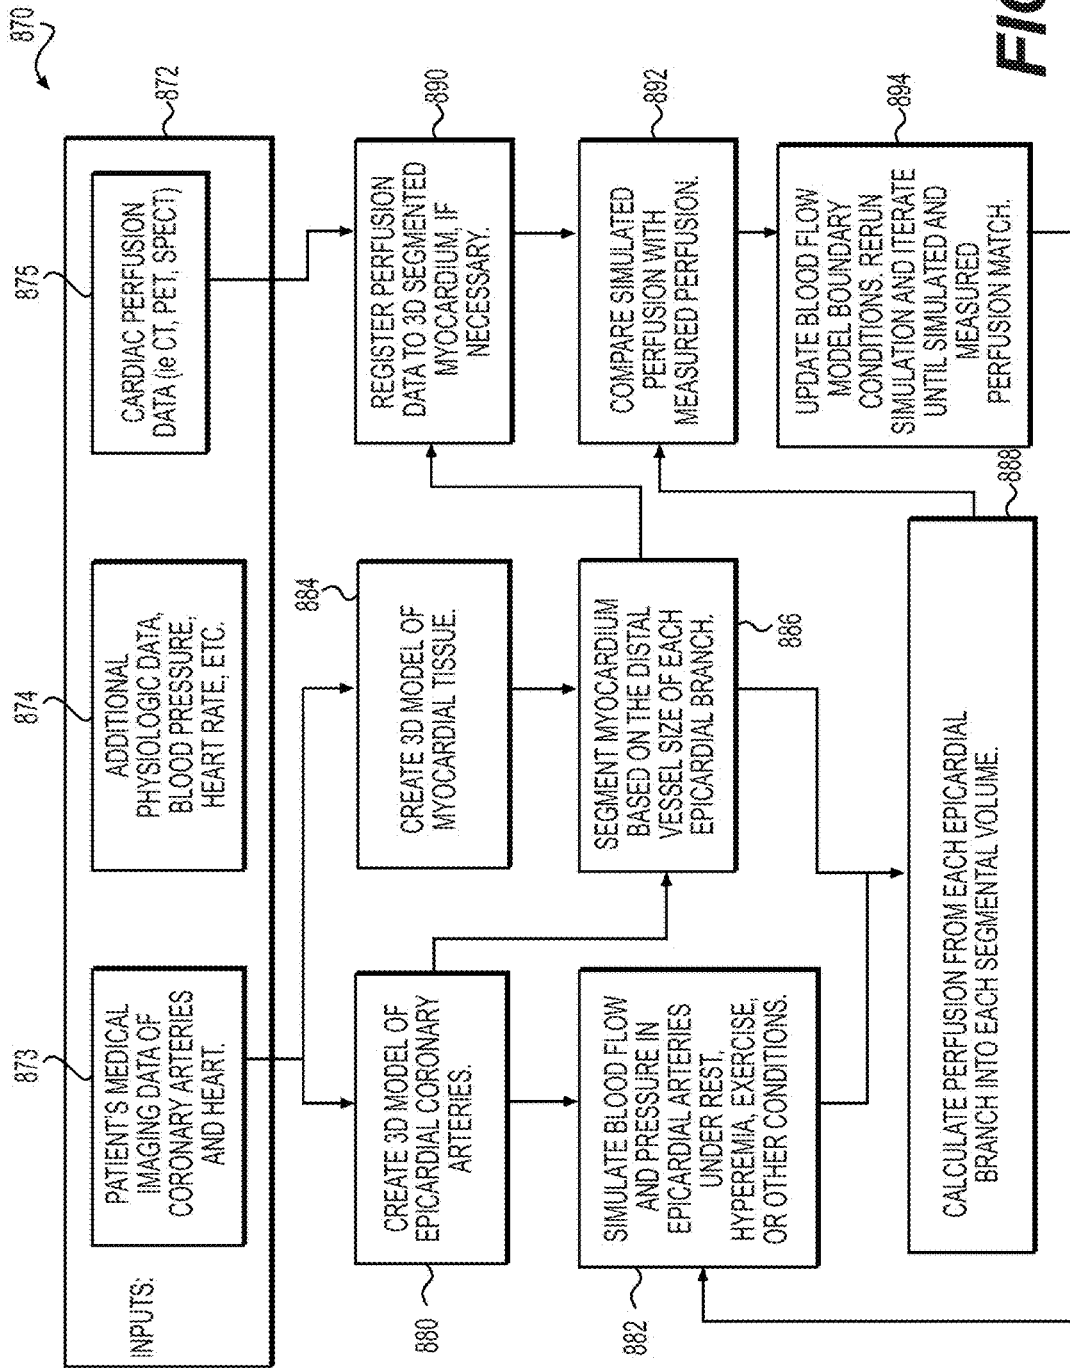 870
872
INPUTS:
873
PATIENT'S MEDICAL
IMAGING DATA OF
CORONARY ARTERIES
AND HEART.
874
ADDITIONAL
PHYSIOLOGIC DATA,
BLOOD PRESSURE,
HEART RATE, ETC.
875
CARDIAC PERFUSION
DATA (ie CT, PET, SPECT)
880
CREATE 3D MODEL OF
EPICARDIAL CORONARY
ARTERIES.
884
CREATE 3D MODEL OF
MYOCARDIAL TISSUE.
890
REGISTER PERFUSION
DATA TO 3D SEGMENTED
MYOCARDIUM, IF
NECESSARY.
882
SIMULATE BLOOD FLOW
AND PRESSURE IN
EPICARDIAL ARTERIES
UNDER REST,
HYPEREMIA, EXERCISE,
OR OTHER CONDITIONS.
886
SEGMENT MYOCARDIUM
BASED ON THE DISTAL
VESSEL SIZE OF EACH
EPICARDIAL BRANCH.
892
COMPARE SIMULATED
PERFUSION WITH
MEASURED PERFUSION.
894
UPDATE BLOOD FLOW
MODEL BOUNDARY
CONDITIONS. RERUN
SIMULATION AND ITERATE
UNTIL SIMULATED AND
MEASURED
PERFUSION MATCH.
888
CALCULATE PERFUSION FROM EACH EPICARDIAL
BRANCH INTO EACH SEGMENTAL VOLUME.